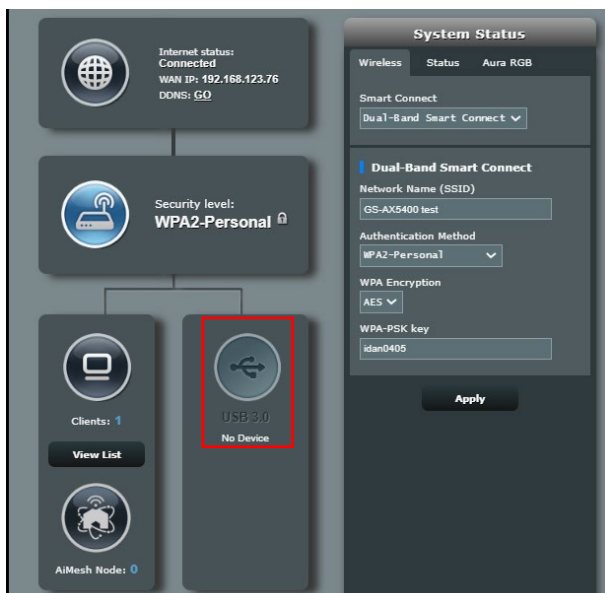 Internet status:
Connected
WAN IP: 192.168.123.76
DDNS: GO
Security level:
WPA2-Personal
Clients: 1
View List
AiMesh Node: 0
USB 3.0
No Device
System Status
Wireless Status Aura RGB
Smart Connect
Dual-Band Smart Connect
Dual-Band Smart Connect
Network Name (SSID)
GS-AX5400 test
Authentication Method
WPA2-Personal
WPA Encryption
AES
WPA-PSK key
idan0405
Apply